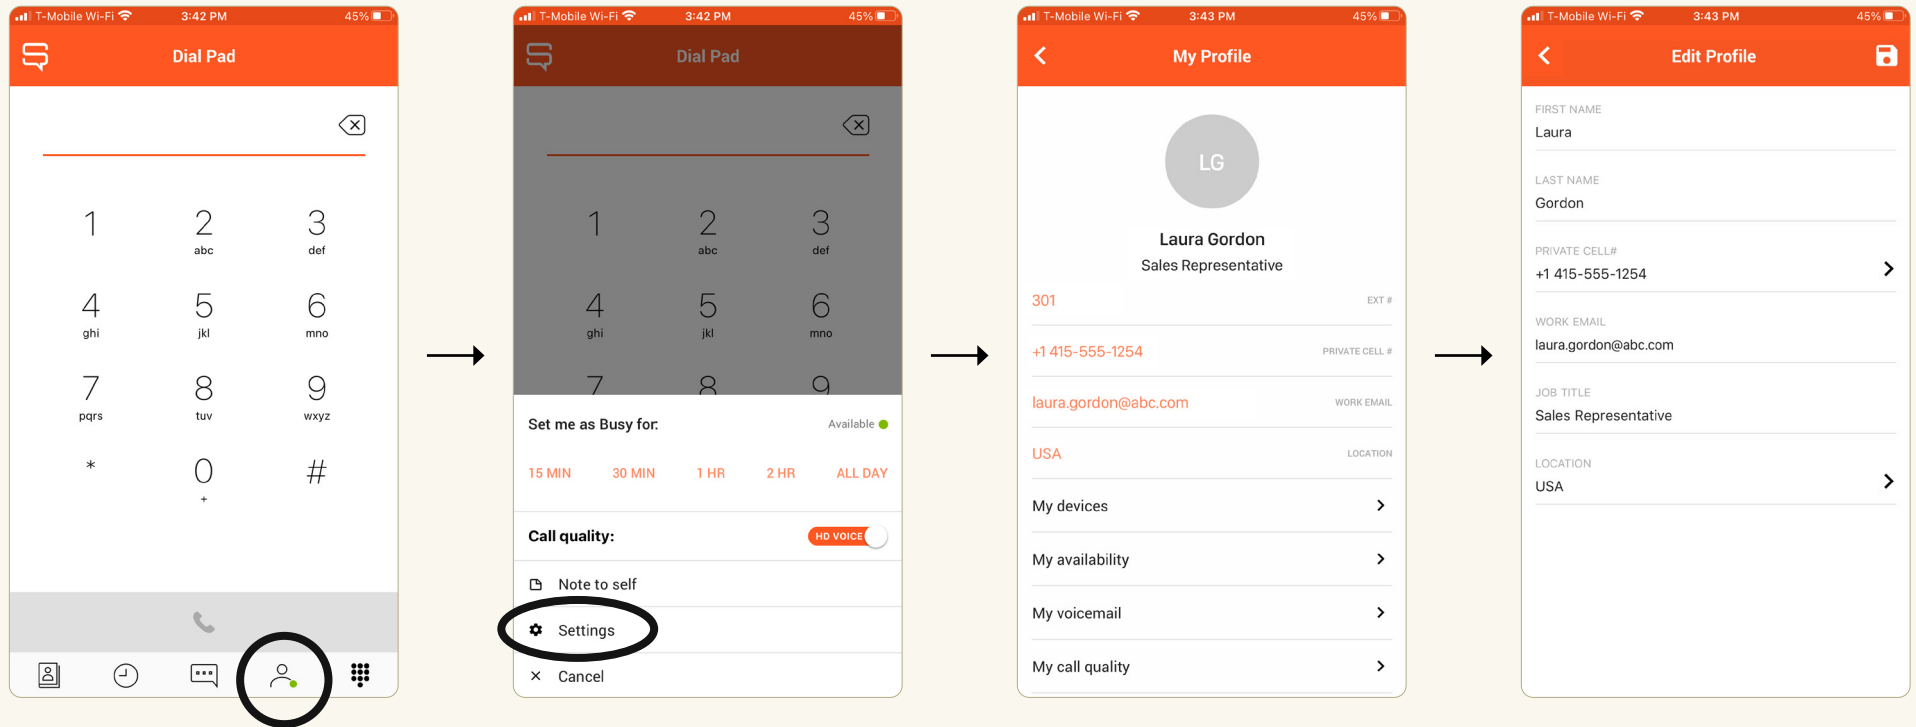 T-Mobile Wi-Fi 3:42 PM 45%
Dial Pad
1 2 3
abc def
4 5 6
ghi jkl mno
7 8 9
pqrs tuv wxyz
* 0 #
+
T-Mobile Wi-Fi 3:42 PM 45%
Dial Pad
1 2 3
abc def
4 5 6
ghi jkl mno
7 8 9
Set me as Busy for: Available
15 MIN 30 MIN 1 HR 2 HR ALL DAY
Call quality: HD VOICE
Note to self
Settings
Cancel
T-Mobile Wi-Fi 3:43 PM 45%
My Profile
LG
Laura Gordon
Sales Representative
301 EXT #
+1 415-555-1254 PRIVATE CELL #
laura.gordon@abc.com WORK EMAIL
USA LOCATION
My devices
My availability
My voicemail
My call quality
T-Mobile Wi-Fi 3:43 PM 45%
Edit Profile
FIRST NAME
Laura
LAST NAME
Gordon
PRIVATE CELL#
+1 415-555-1254
WORK EMAIL
laura.gordon@abc.com
JOB TITLE
Sales Representative
LOCATION
USA